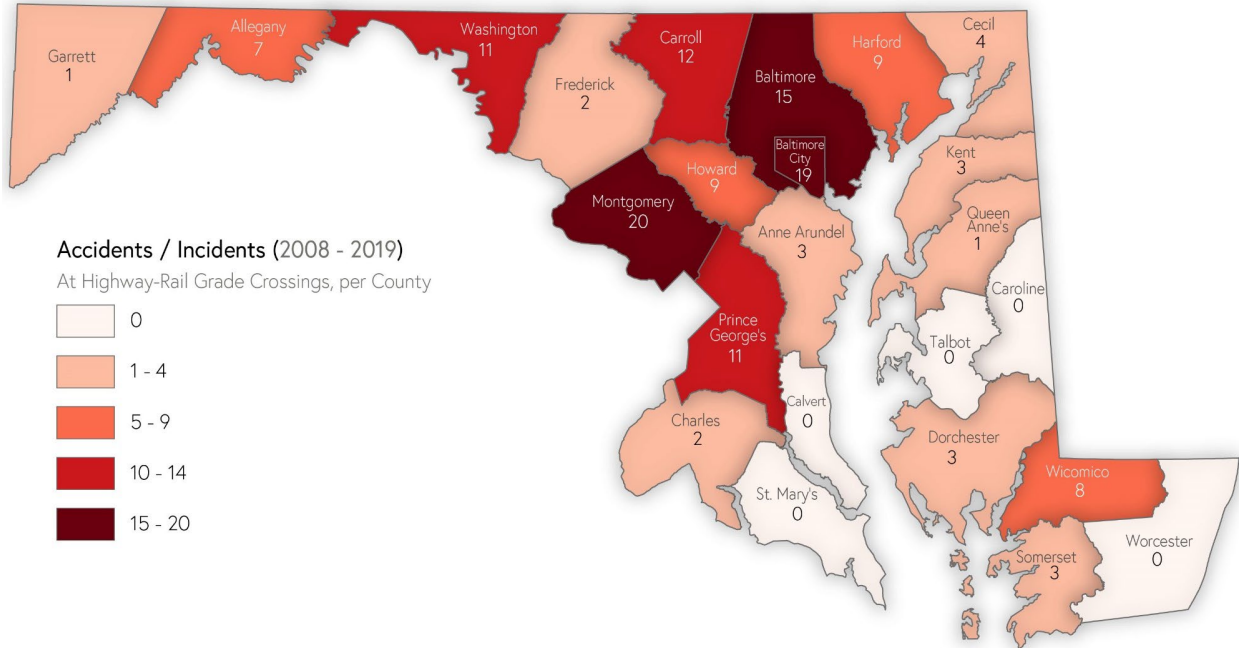 Garrett
1
Allegany
7
Washington
11
Frederick
2
Carroll
12
Baltimore
15
Baltimore
City
19
Harford
9
Cecil
4
Kent
3
Queen
Anne's
1
Howard
9
Montgomery
20
Anne Arundel
3
Caroline
0
Talbot
0
Prince
George's
11
Calvert
0
Charles
2
St. Mary's
0
Dorchester
3
Wicomico
8
Somerset
3
Worcester
0
Accidents / Incidents (2008 - 2019)
At Highway-Rail Grade Crossings, per County
0
1 - 4
5 - 9
10 - 14
15 - 20